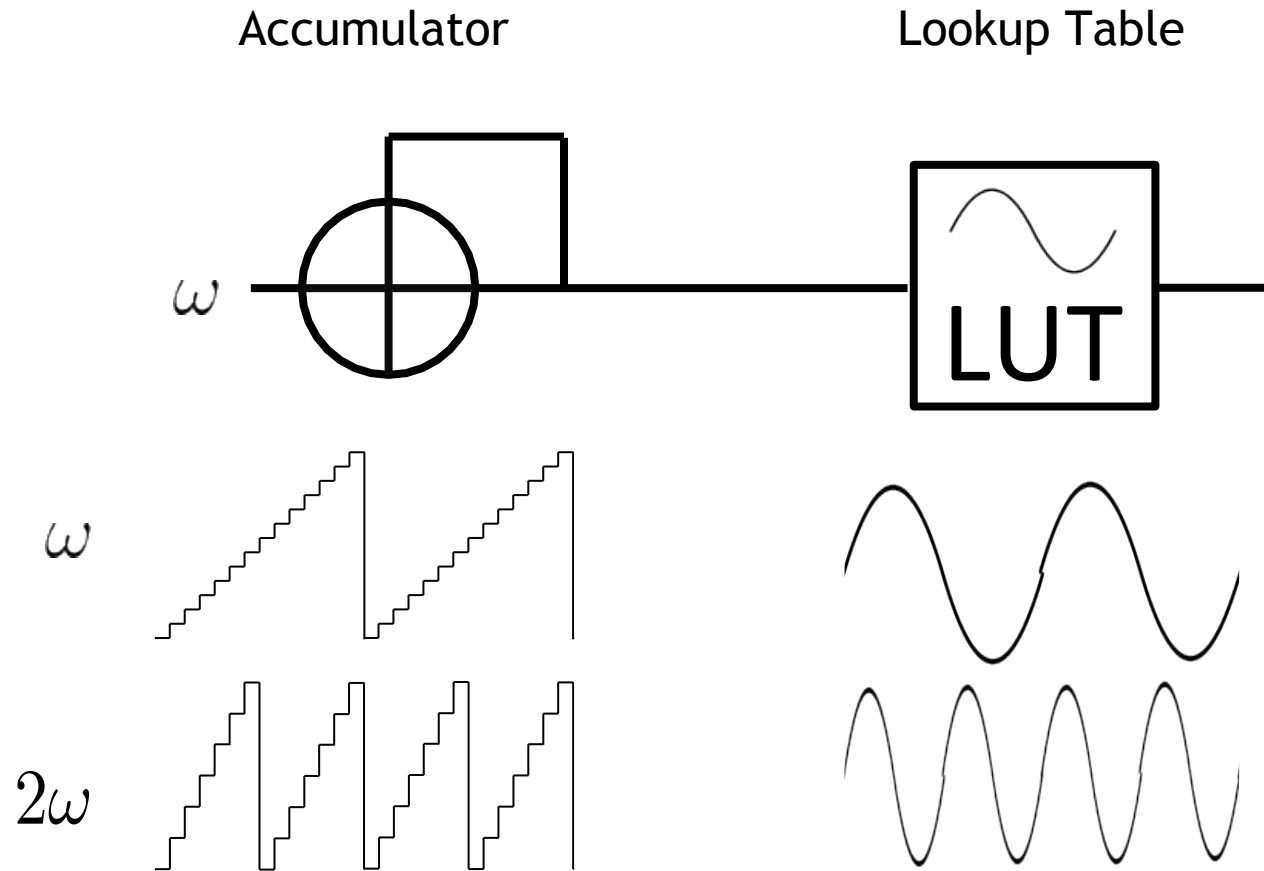 Accumulator
Lookup Table
ω
LUT
ω
2ω